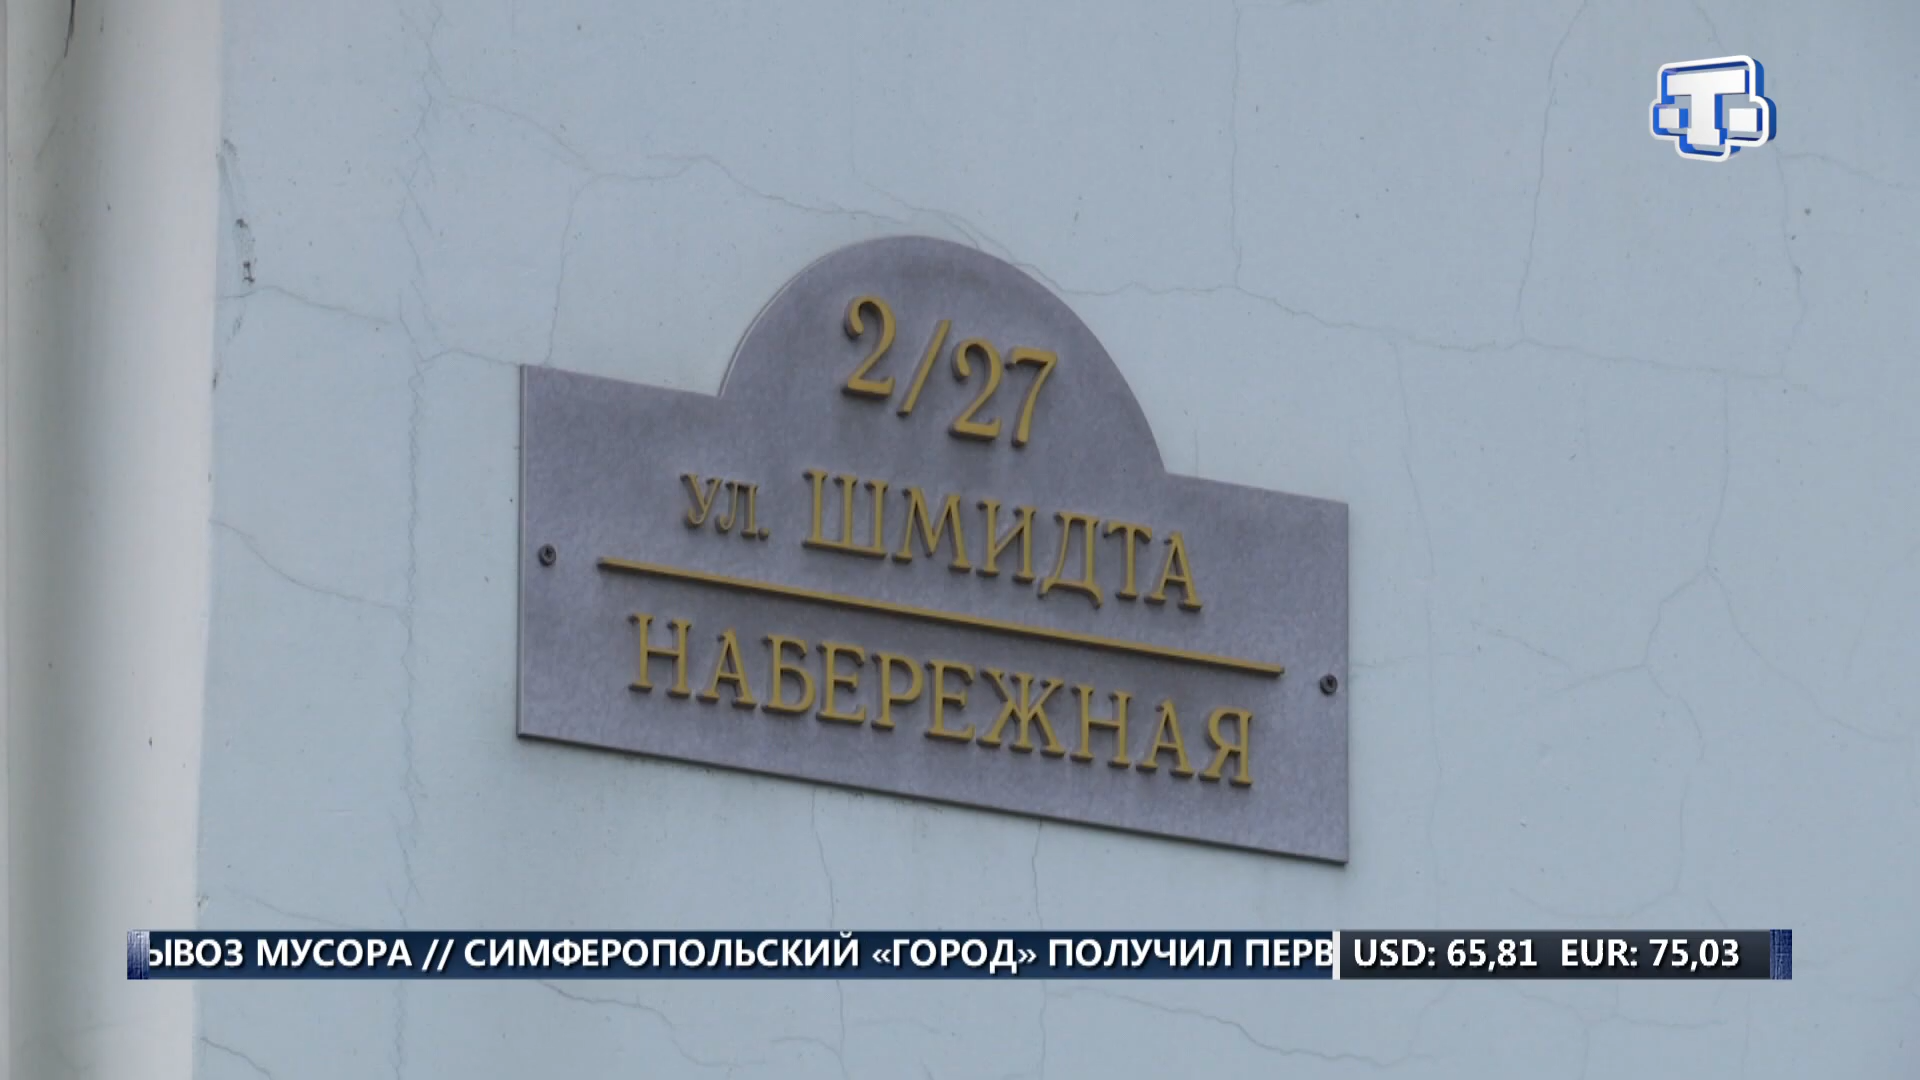 Т
2/27
ул. ШМИДТА
НАБЕРЕЖНАЯ
ЫВОЗ МУСОРА // СИМФЕРОПОЛЬСКИЙ «ГОРОД» ПОЛУЧИЛ ПЕРВ
USD: 65,81 EUR: 75,03